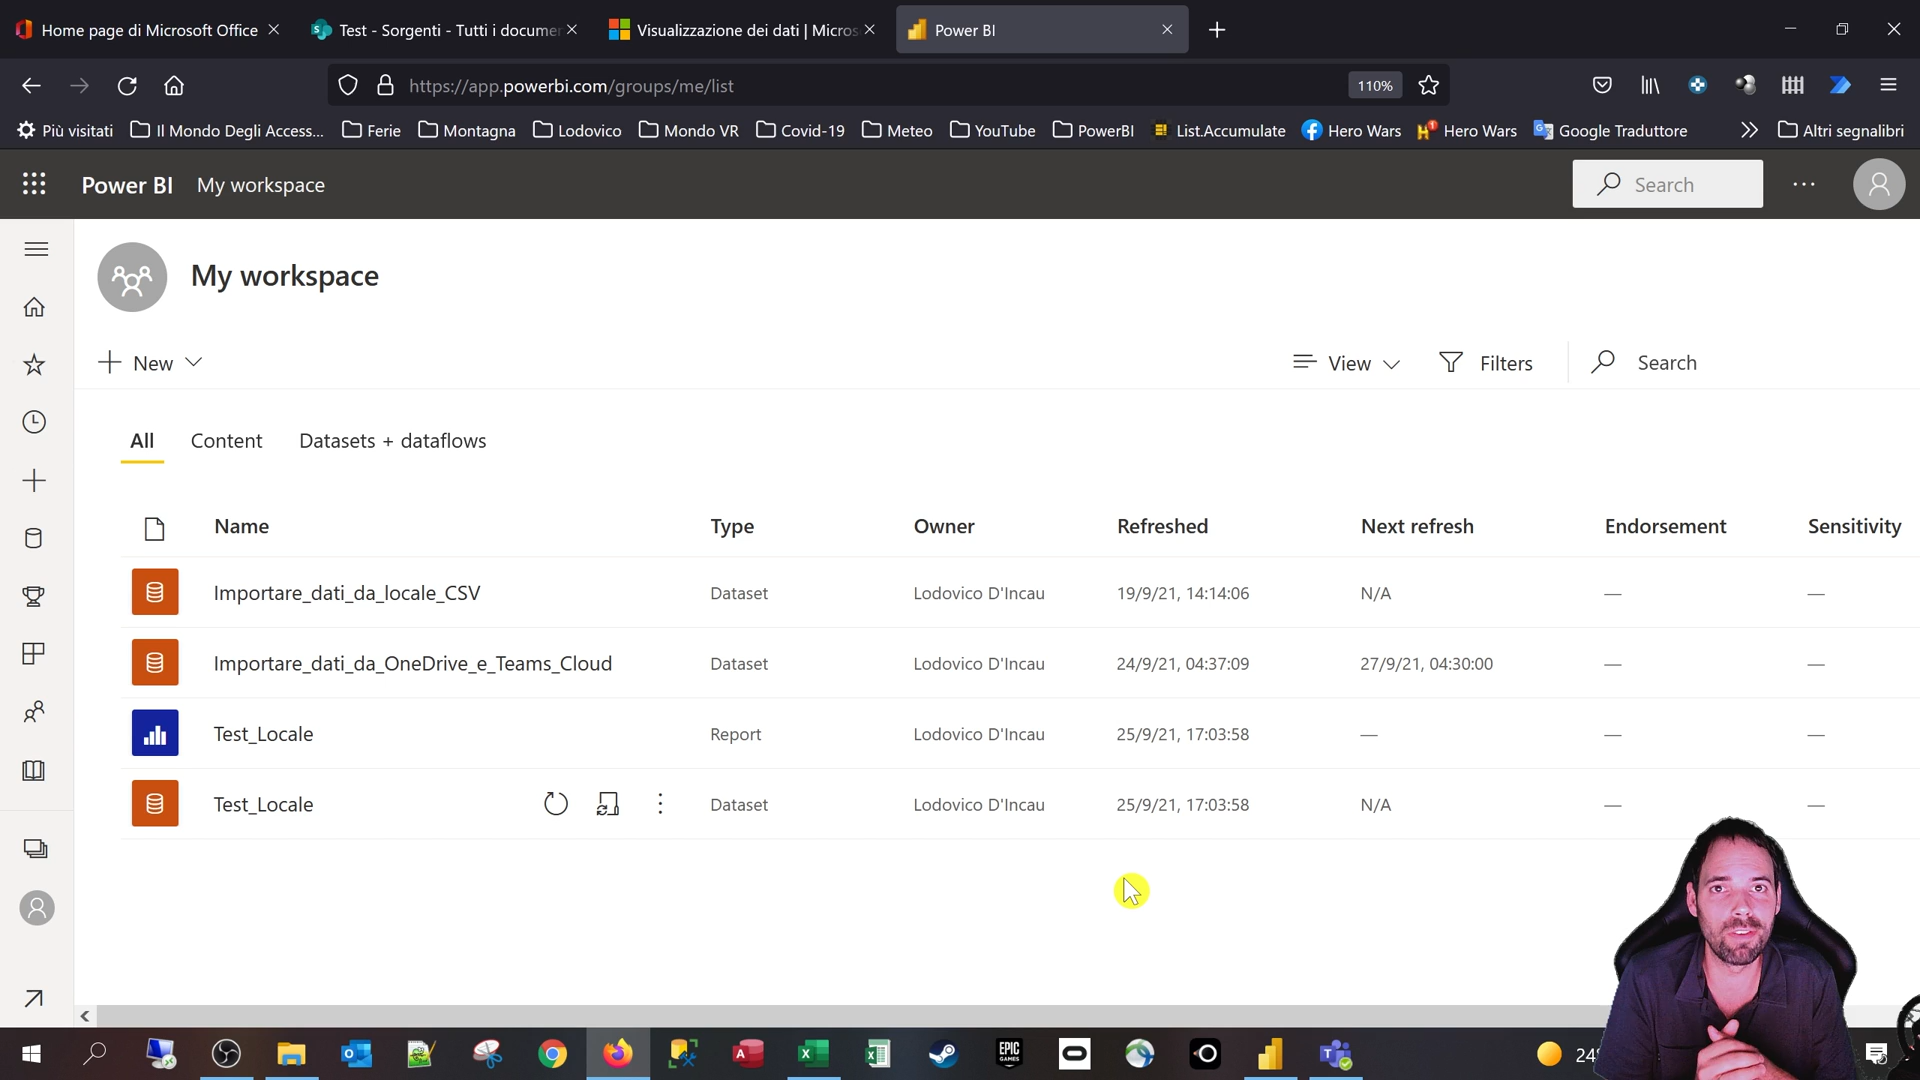 Home page di Microsoft Office
Test - Sorgenti - Tutti i docume
Visualizzazione dei dati | Micros
Power BI
https://app.powerbi.com/groups/me/list
110%
Più visitati
Il Mondo Degli Access...
Ferie
Montagna
Lodovico
Mondo VR
Covid-19
Meteo
YouTube
PowerBI
List.Accumulate
Hero Wars
Hero Wars
Google Traduttore
Altri segnalibri
Power BI My workspace
Search
My workspace
New
View
Filters
Search
All Content Datasets + dataflows
Name Type Owner Refreshed Next refresh Endorsement Sensitivity
Importare_dati_da_locale_CSV Dataset Lodovico D'Incau 19/9/21, 14:14:06 N/A — —
Importare_dati_da_OneDrive_e_Teams_Cloud Dataset Lodovico D'Incau 24/9/21, 04:37:09 27/9/21, 04:30:00 — —
Test_Locale Report Lodovico D'Incau 25/9/21, 17:03:58 — — —
Test_Locale Dataset Lodovico D'Incau 25/9/21, 17:03:58 N/A — —
EPIC
GAMES